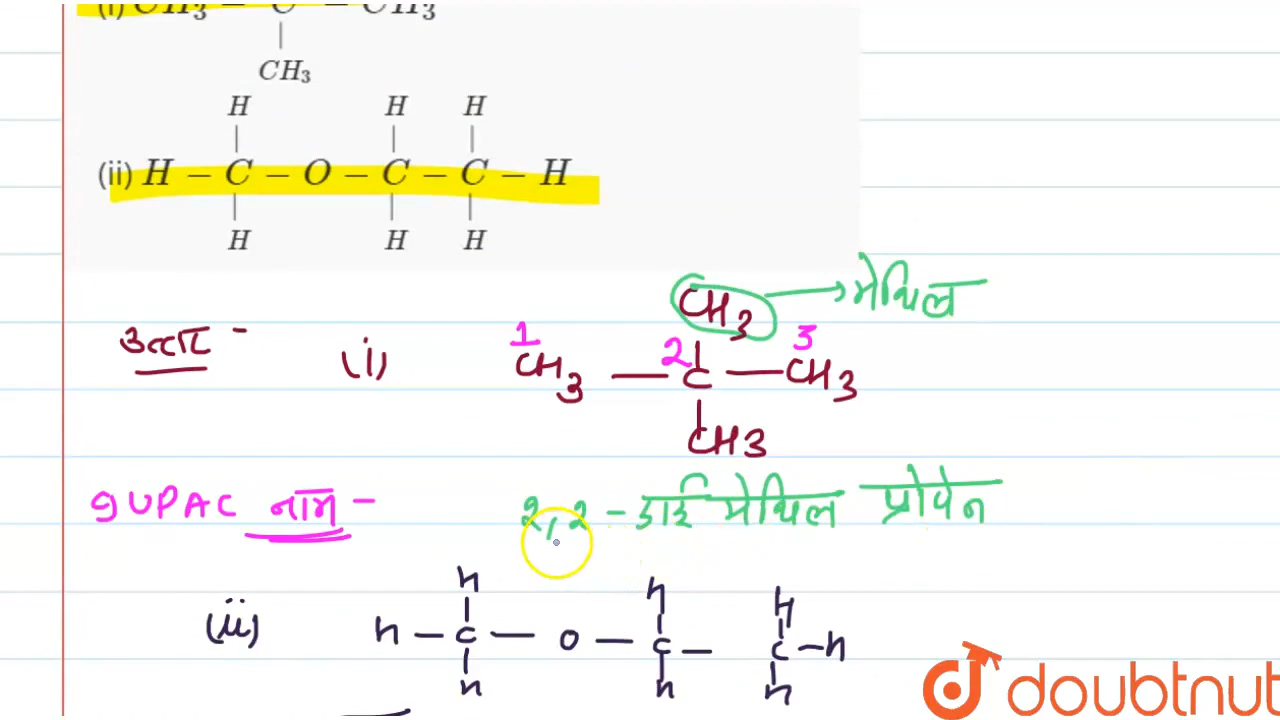 (i) CH3 – C – CH3
|
CH3
H H H
| | |
(ii) H – C – O – C – C – H
| | |
H H H
CH3 → मेथिल
1 2 3
उत्तर - (i) CH3 — C — CH3
CH3
IUPAC नाम - 2,2 - डाई मेथिल प्रोपेन
H H H
(ii) H — C — O — C — C — H
H H H
doubtnut